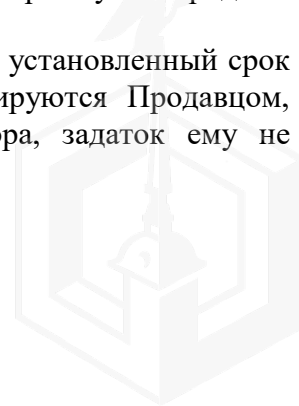 установленный срок
ируются Продавцом,
ра, задаток ему не